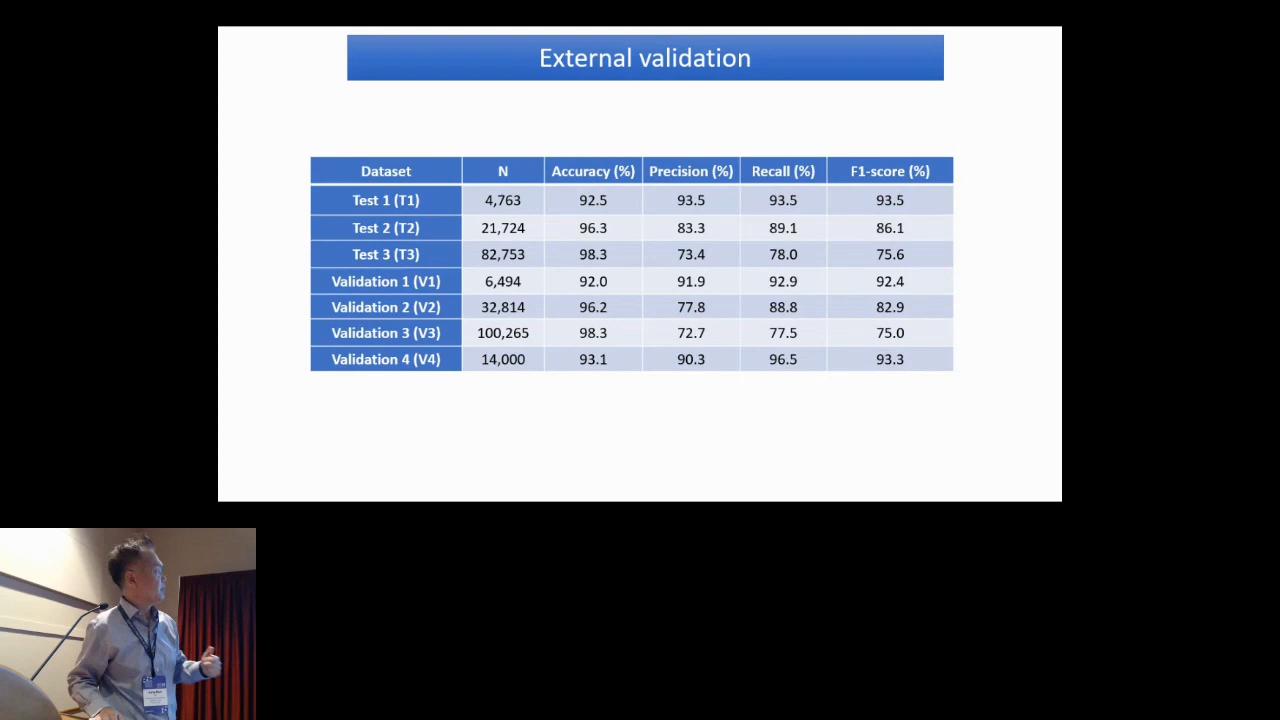 External validation
Dataset N Accuracy (%) Precision (%) Recall (%) F1-score (%)
Test 1 (T1) 4,763 92.5 93.5 93.5 93.5
Test 2 (T2) 21,724 96.3 83.3 89.1 86.1
Test 3 (T3) 82,753 98.3 73.4 78.0 75.6
Validation 1 (V1) 6,494 92.0 91.9 92.9 92.4
Validation 2 (V2) 32,814 96.2 77.8 88.8 82.9
Validation 3 (V3) 100,265 98.3 72.7 77.5 75.0
Validation 4 (V4) 14,000 93.1 90.3 96.5 93.3